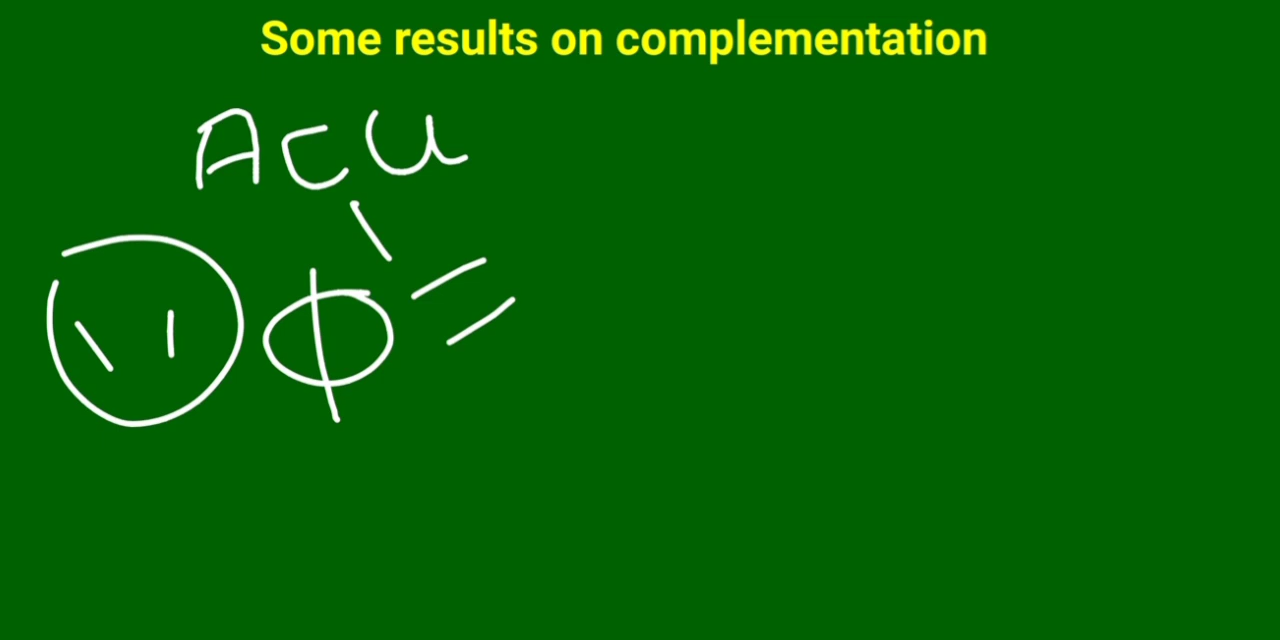 Some results on complementation
A ⊂ U
(ii) ϕ' =